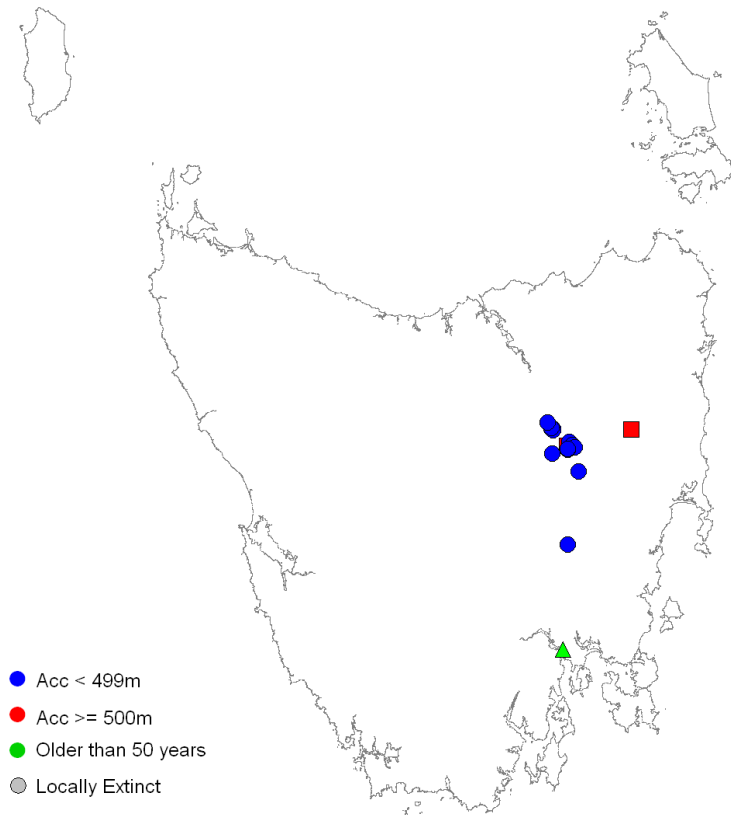 Acc < 499m
Acc >= 500m
Older than 50 years
Locally Extinct